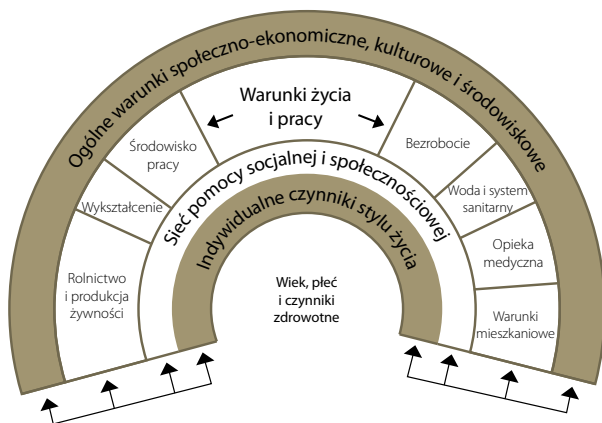 Ogólne warunki społeczno-ekonomiczne, kulturowe i środowiskowe
Warunki życia
i pracy
Środowisko
pracy
Bezrobocie
Wykształcenie
Woda i system
sanitarny
Sieć pomocy socjalnej i społecznościowej
Indywidualne czynniki stylu życia
Rolnictwo
i produkcja
żywności
Opieka
medyczna
Wiek, płeć
i czynniki
zdrowotne
Warunki
mieszkaniowe